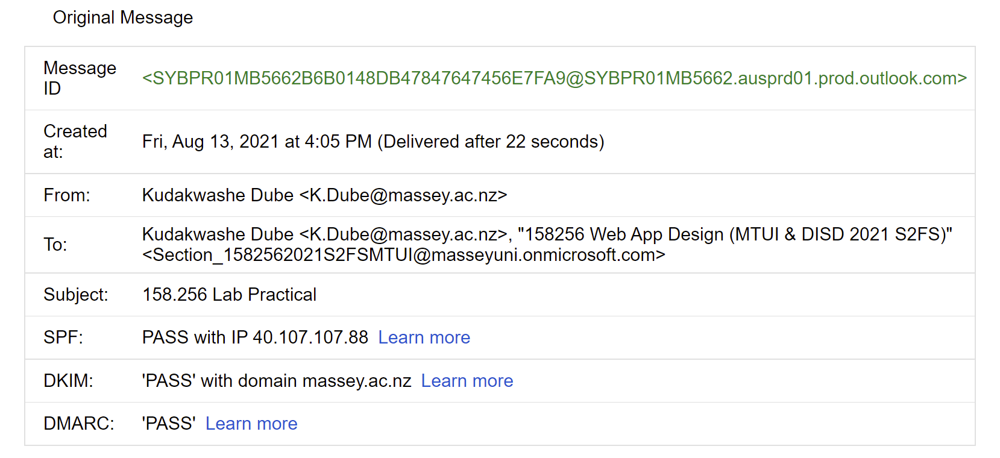 Original Message
Message
ID
<SYBPR01MB5662B6B0148DB47847647456E7FA9@SYBPR01MB5662.ausprd01.prod.outlook.com>
Created
at:
Fri, Aug 13, 2021 at 4:05 PM (Delivered after 22 seconds)
From:
Kudakwashe Dube <K.Dube@massey.ac.nz>
To:
Kudakwashe Dube <K.Dube@massey.ac.nz>, "158256 Web App Design (MTUI & DISD 2021 S2FS)"
<Section_1582562021S2FSMTUI@masseyuni.onmicrosoft.com>
Subject:
158.256 Lab Practical
SPF:
PASS with IP 40.107.107.88 Learn more
DKIM:
'PASS' with domain massey.ac.nz Learn more
DMARC:
'PASS' Learn more